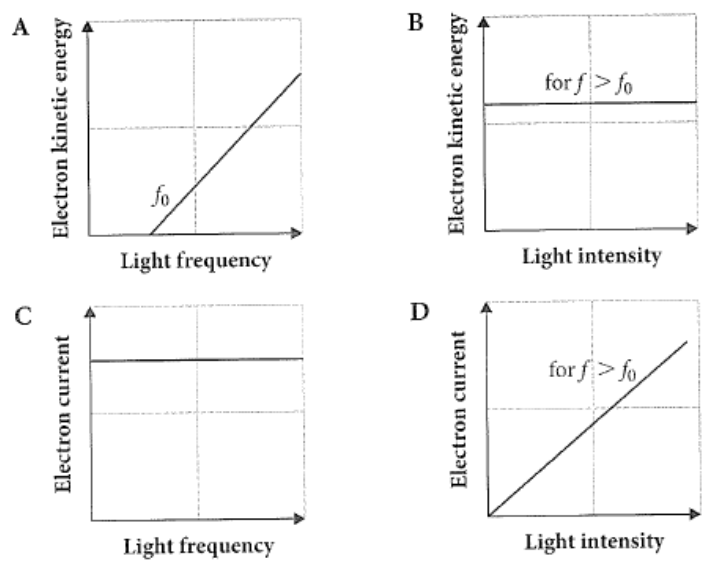 A
Electron kinetic energy
f₀
Light frequency
B
Electron kinetic energy
for f > f₀
Light intensity
C
Electron current
Light frequency
D
Electron current
for f > f₀
Light intensity